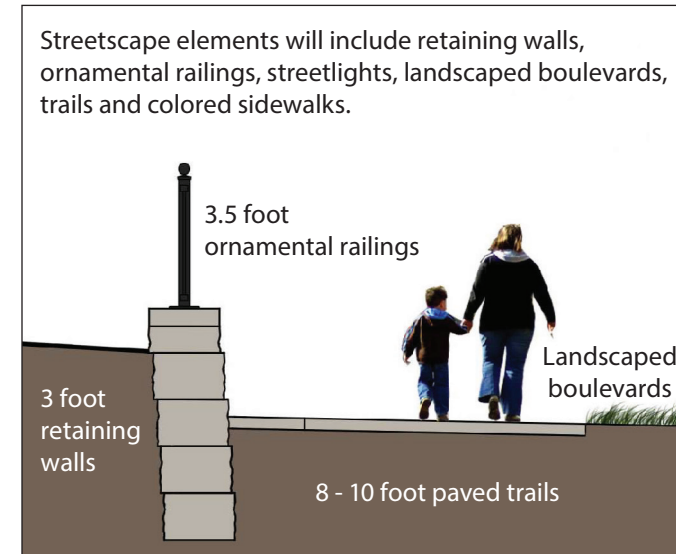 Streetscape elements will include retaining walls,
ornamental railings, streetlights, landscaped boulevards,
trails and colored sidewalks.
3.5 foot
ornamental railings
Landscaped
boulevards
3 foot
retaining
walls
8 - 10 foot paved trails